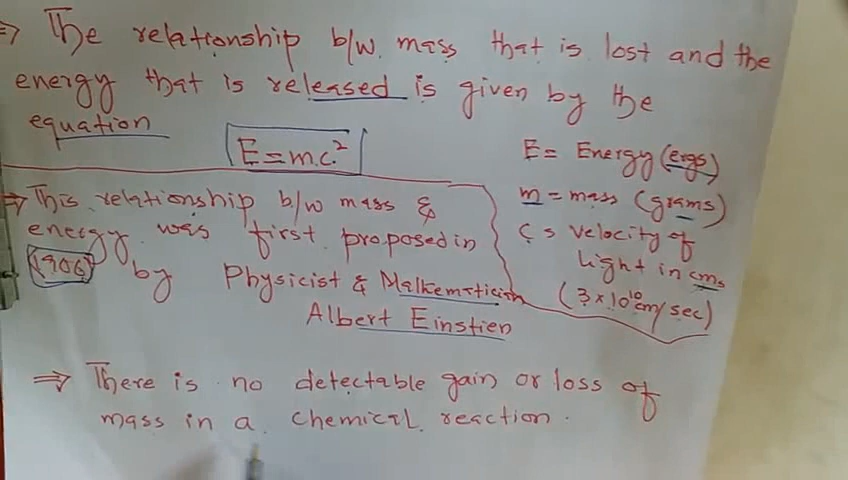 ⇒ The relationship b/w. mass that is lost and the
energy that is released is given by the
equation
E=mc²
E = Energy (ergs)
m = mass (grams)
C = velocity of
light in cms
(3×10¹⁰cm/sec)
⇒ This relationship b/w mass &
energy was first proposed in
(1906) by Physicist & Mathematician
Albert Einstien
⇒ There is no detectable gain or loss of
mass in a chemical reaction.